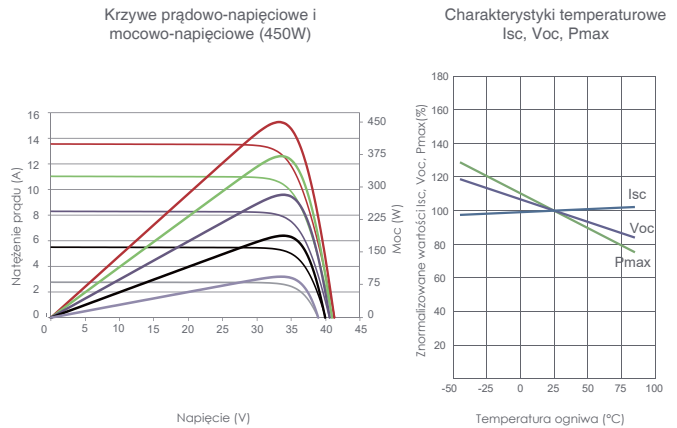 Krzywe prądowo-napięciowe i
mocowo-napięciowe (450W)
16
14
12
10
8
6
4
2
0
Natężenie prądu (A)
450
375
300
225
150
75
0
Moc (W)
0 5 10 15 20 25 30 35 40 45
Napięcie (V)
Charakterystyki temperaturowe
Isc, Voc, Pmax
180
160
140
120
100
80
60
40
20
Znormalizowane wartości Isc, Voc, Pmax(%)
Isc
Voc
Pmax
-50 -25 0 25 50 75 100
Temperatura ogniwa (°C)